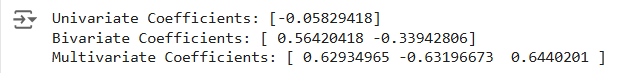 Univariate Coefficients: [-0.05829418]
Bivariate Coefficients: [ 0.56420418 -0.33942806]
Multivariate Coefficients: [ 0.62934965 -0.63196673  0.6440201 ]